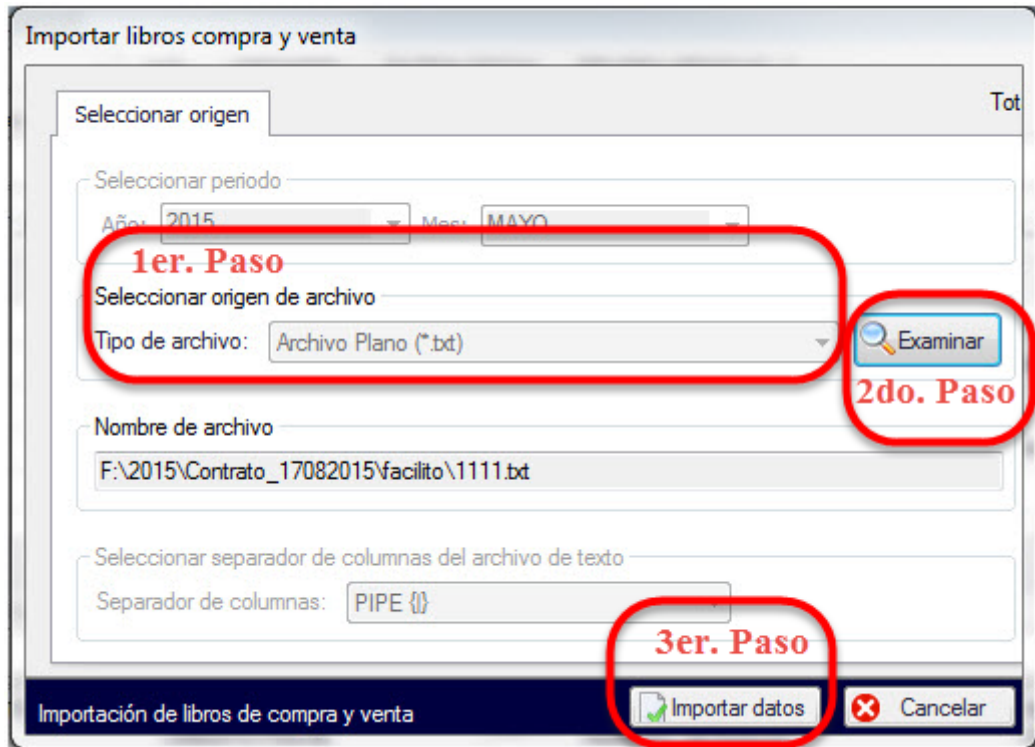 Importar libros compra y venta
Seleccionar origen
Tot
Seleccionar periodo
Año: 2015 Mes: MAYO
1er. Paso
Seleccionar origen de archivo
Tipo de archivo: Archivo Plano (*.txt)
Examinar
2do. Paso
Nombre de archivo
F:\2015\Contrato_17082015\facilito\1111.txt
Seleccionar separador de columnas del archivo de texto
Separador de columnas: PIPE {|}
3er. Paso
Importación de libros de compra y venta
Importar datos
Cancelar